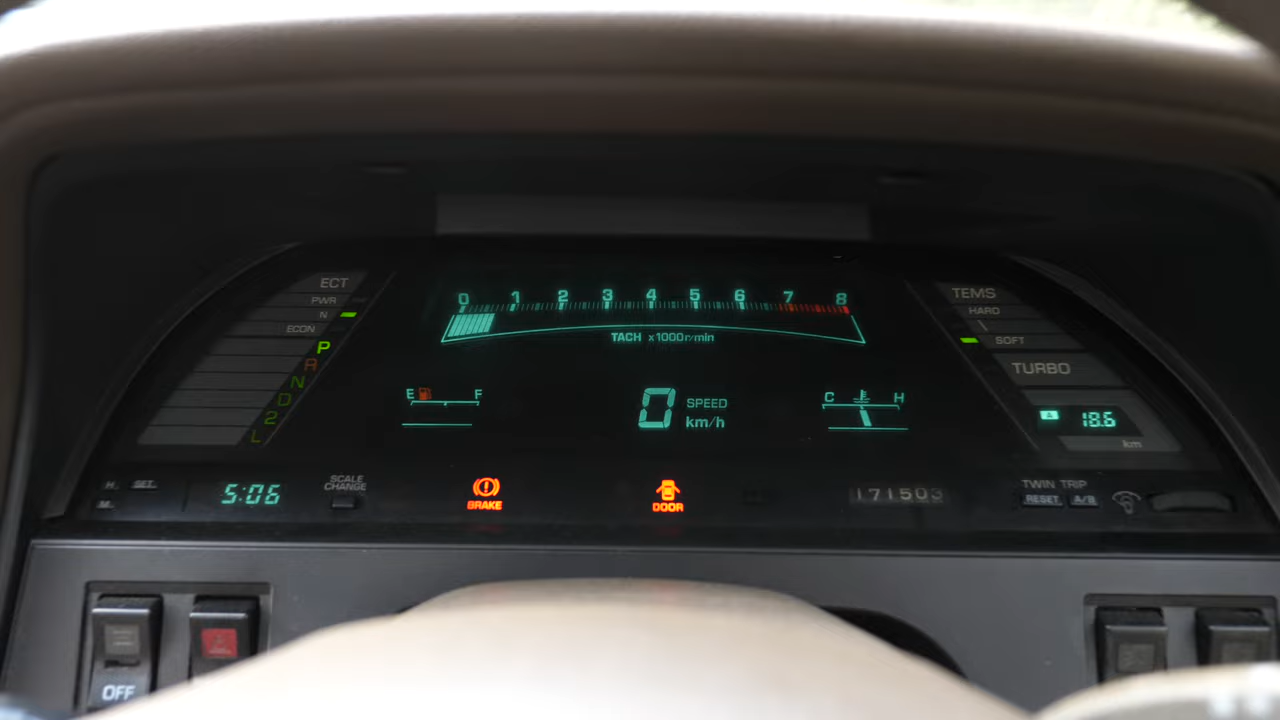 ECT
PWR
N
ECON
P
R
N
D
2
L
0 1 2 3 4 5 6 7 8
TACH x1000r/min
E F
0 SPEED
km/h
C H
TEMS
HARD
SOFT
TURBO
A 18.6
km
H SET
M
5:06
SCALE
CHANGE
BRAKE
DOOR
171503
TWIN TRIP
RESET A/B
OFF